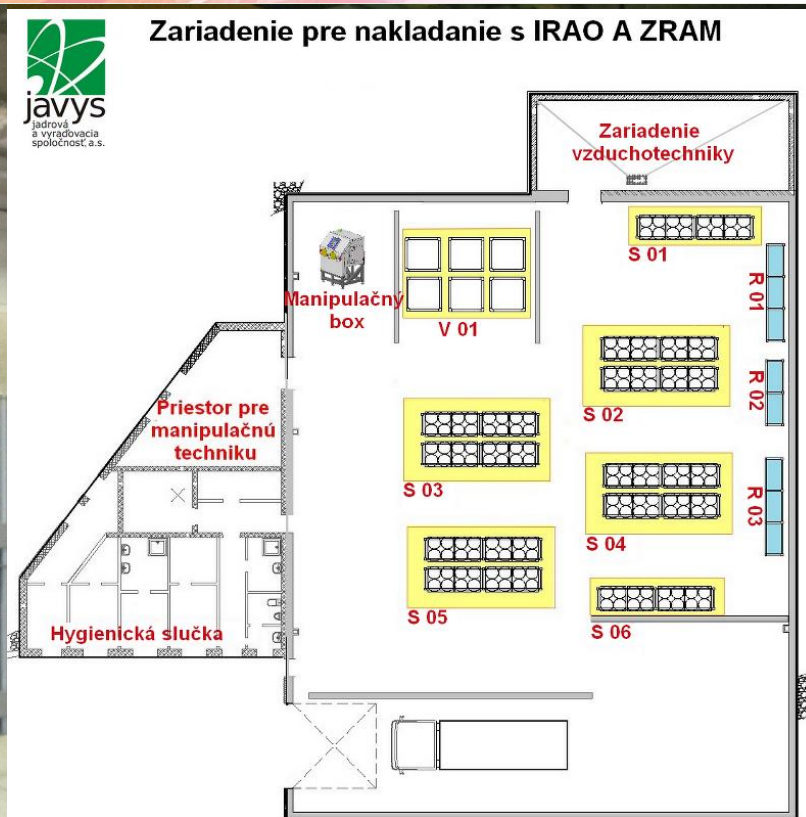 Zariadenie pre nakladanie s IRAO A ZRAM
javys
jadrová
a vyraďovacia
spoločnosť, a.s.
Zariadenie
vzduchotechniky
S 01
R 01
Manipulačný
box
V 01
R 02
S 02
Priestor pre
manipulačnú
techniku
S 03
R 03
S 04
S 05
Hygienická slučka
S 06